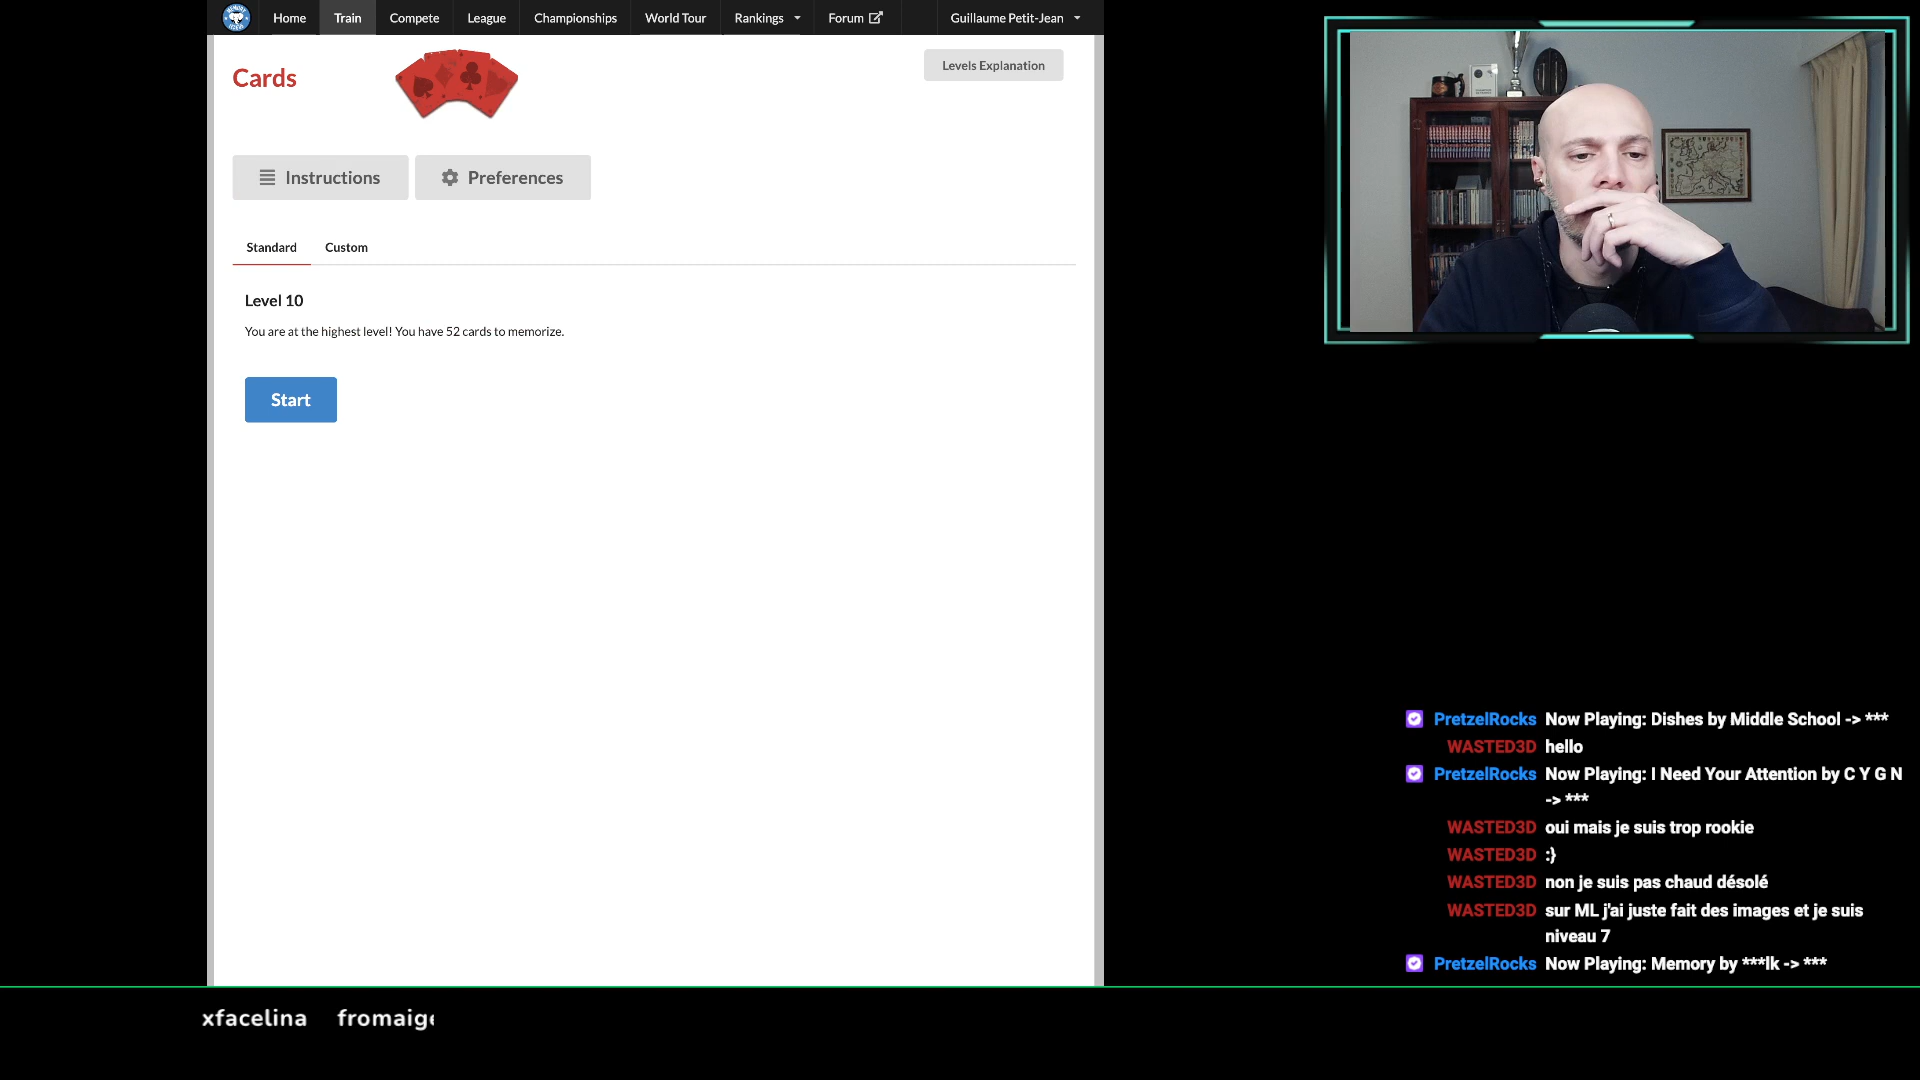 Home Train Compete League Championships World Tour Rankings Forum Guillaume Petit-Jean
Cards
Levels Explanation
Instructions Preferences
Standard Custom
Level 10
You are at the highest level! You have 52 cards to memorize.
Start
PretzelRocks Now Playing: Dishes by Middle School -> ***
WASTED3D hello
PretzelRocks Now Playing: I Need Your Attention by C Y G N
-> ***
WASTED3D oui mais je suis trop rookie
WASTED3D :}
WASTED3D non je suis pas chaud désolé
WASTED3D sur ML j'ai juste fait des images et je suis
niveau 7
PretzelRocks Now Playing: Memory by ***lk -> ***
xfacelina